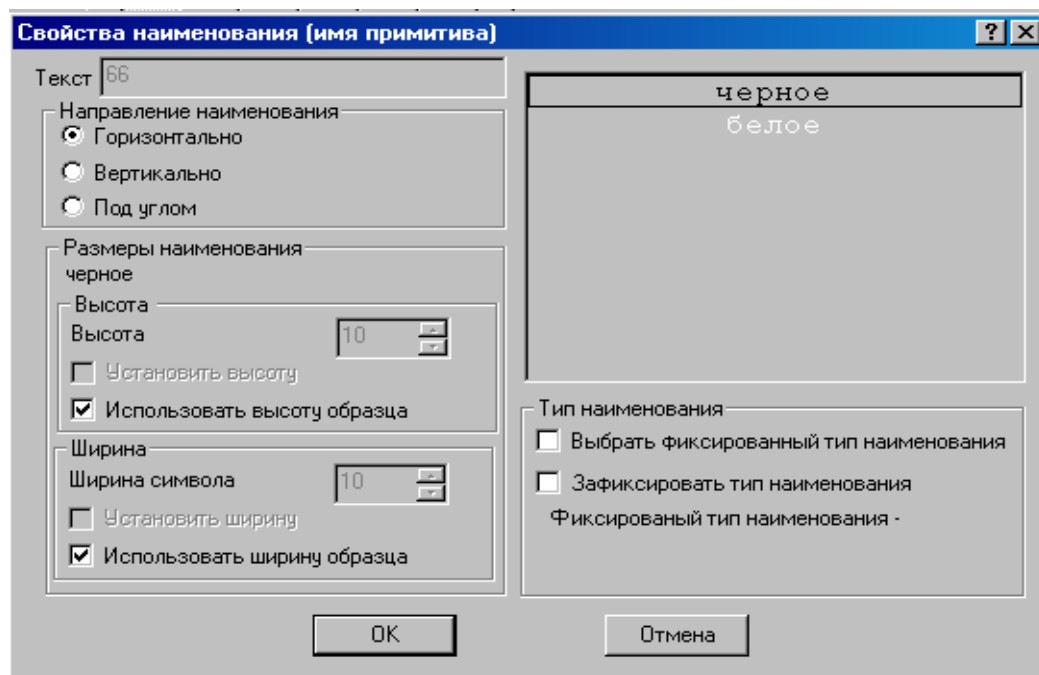 Свойства наименования (имя примитива)
Текст 66
Направление наименования
Горизонтально
Вертикально
Под углом
Размеры наименования
черное
Высота
Высота 10
Установить высоту
Использовать высоту образца
Ширина
Ширина символа 10
Установить ширину
Использовать ширину образца
черное
белое
Тип наименования
Выбрать фиксированный тип наименования
Зафиксировать тип наименования
Фиксированый тип наименования -
OK
Отмена